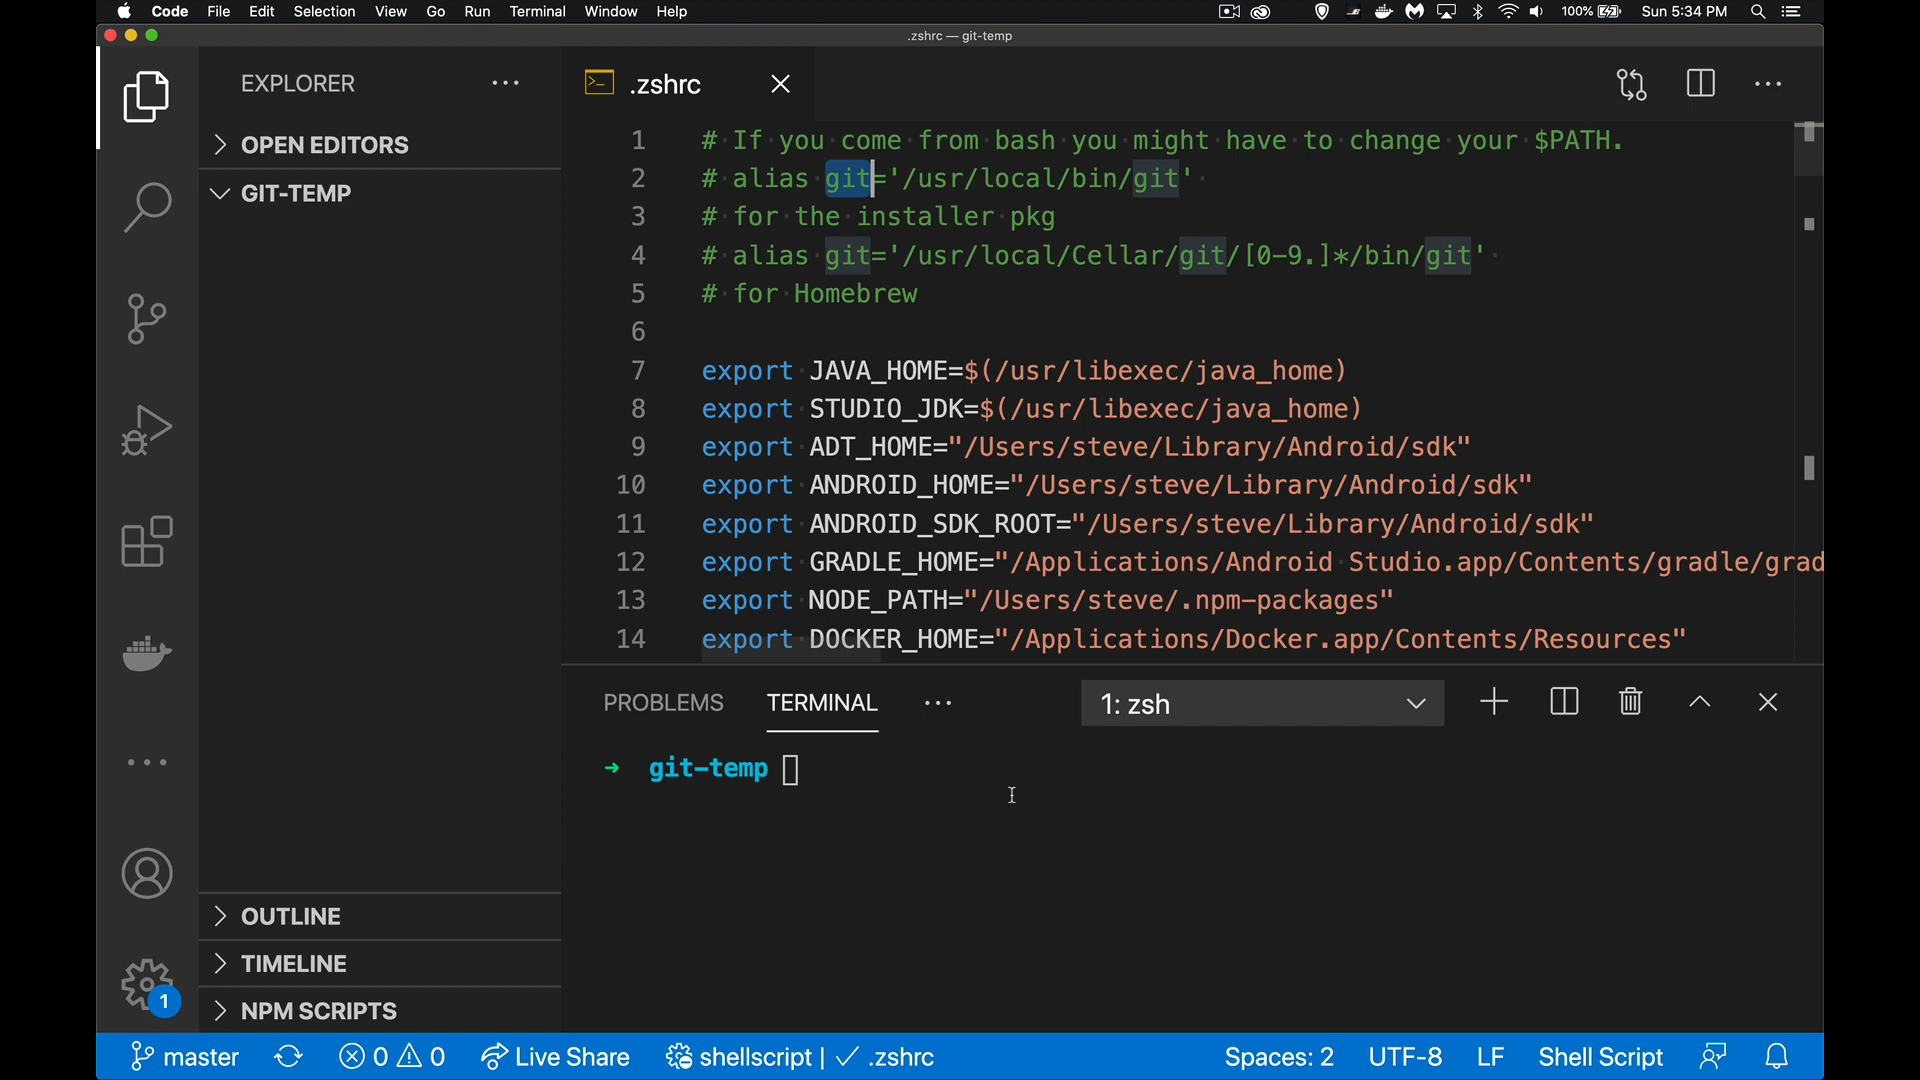 Code File Edit Selection View Go Run Terminal Window Help 100% Sun 5:34 PM
.zshrc — git-temp
EXPLORER
OPEN EDITORS
GIT-TEMP
OUTLINE
TIMELINE
NPM SCRIPTS
1
.zshrc
1 # If you come from bash you might have to change your $PATH.
2 # alias git='/usr/local/bin/git'
3 # for the installer pkg
4 # alias git='/usr/local/Cellar/git/[0-9.]*/bin/git'
5 # for Homebrew
6
7 export JAVA_HOME=$(/usr/libexec/java_home)
8 export STUDIO_JDK=$(/usr/libexec/java_home)
9 export ADT_HOME="/Users/steve/Library/Android/sdk"
10 export ANDROID_HOME="/Users/steve/Library/Android/sdk"
11 export ANDROID_SDK_ROOT="/Users/steve/Library/Android/sdk"
12 export GRADLE_HOME="/Applications/Android Studio.app/Contents/gradle/grad
13 export NODE_PATH="/Users/steve/.npm-packages"
14 export DOCKER_HOME="/Applications/Docker.app/Contents/Resources"
PROBLEMS TERMINAL 1: zsh
➜ git-temp
master 0 0 Live Share shellscript | ✓ .zshrc Spaces: 2 UTF-8 LF Shell Script